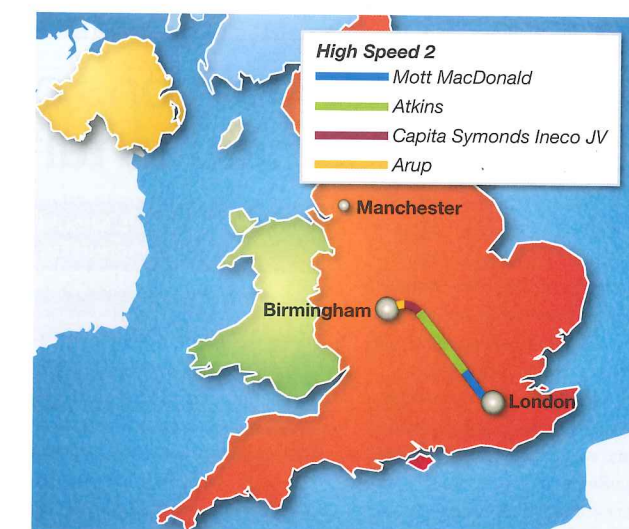 High Speed 2
Mott MacDonald
Atkins
Capita Symonds Ineco JV
Arup
Manchester
Birmingham
London